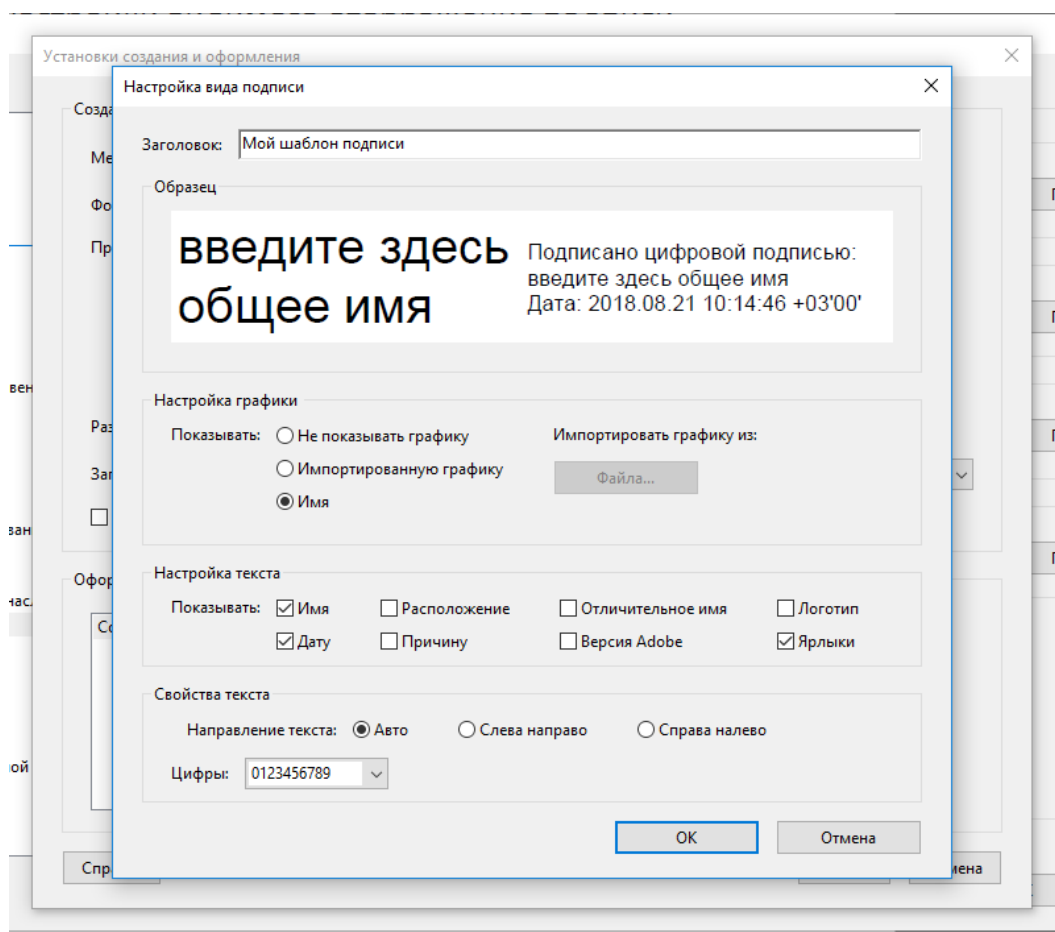 Установки создания и оформления
Настройка вида подписи
Заголовок: Мой шаблон подписи
Образец
введите здесь
общее имя
Подписано цифровой подписью:
введите здесь общее имя
Дата: 2018.08.21 10:14:46 +03'00'
Настройка графики
Показывать: Не показывать графику
Импортированную графику
Имя
Импортировать графику из:
Файла...
Настройка текста
Показывать: Имя Расположение Отличительное имя Логотип
Дату Причину Версия Adobe Ярлыки
Свойства текста
Направление текста: Авто Слева направо Справа налево
Цифры: 0123456789
OK Отмена